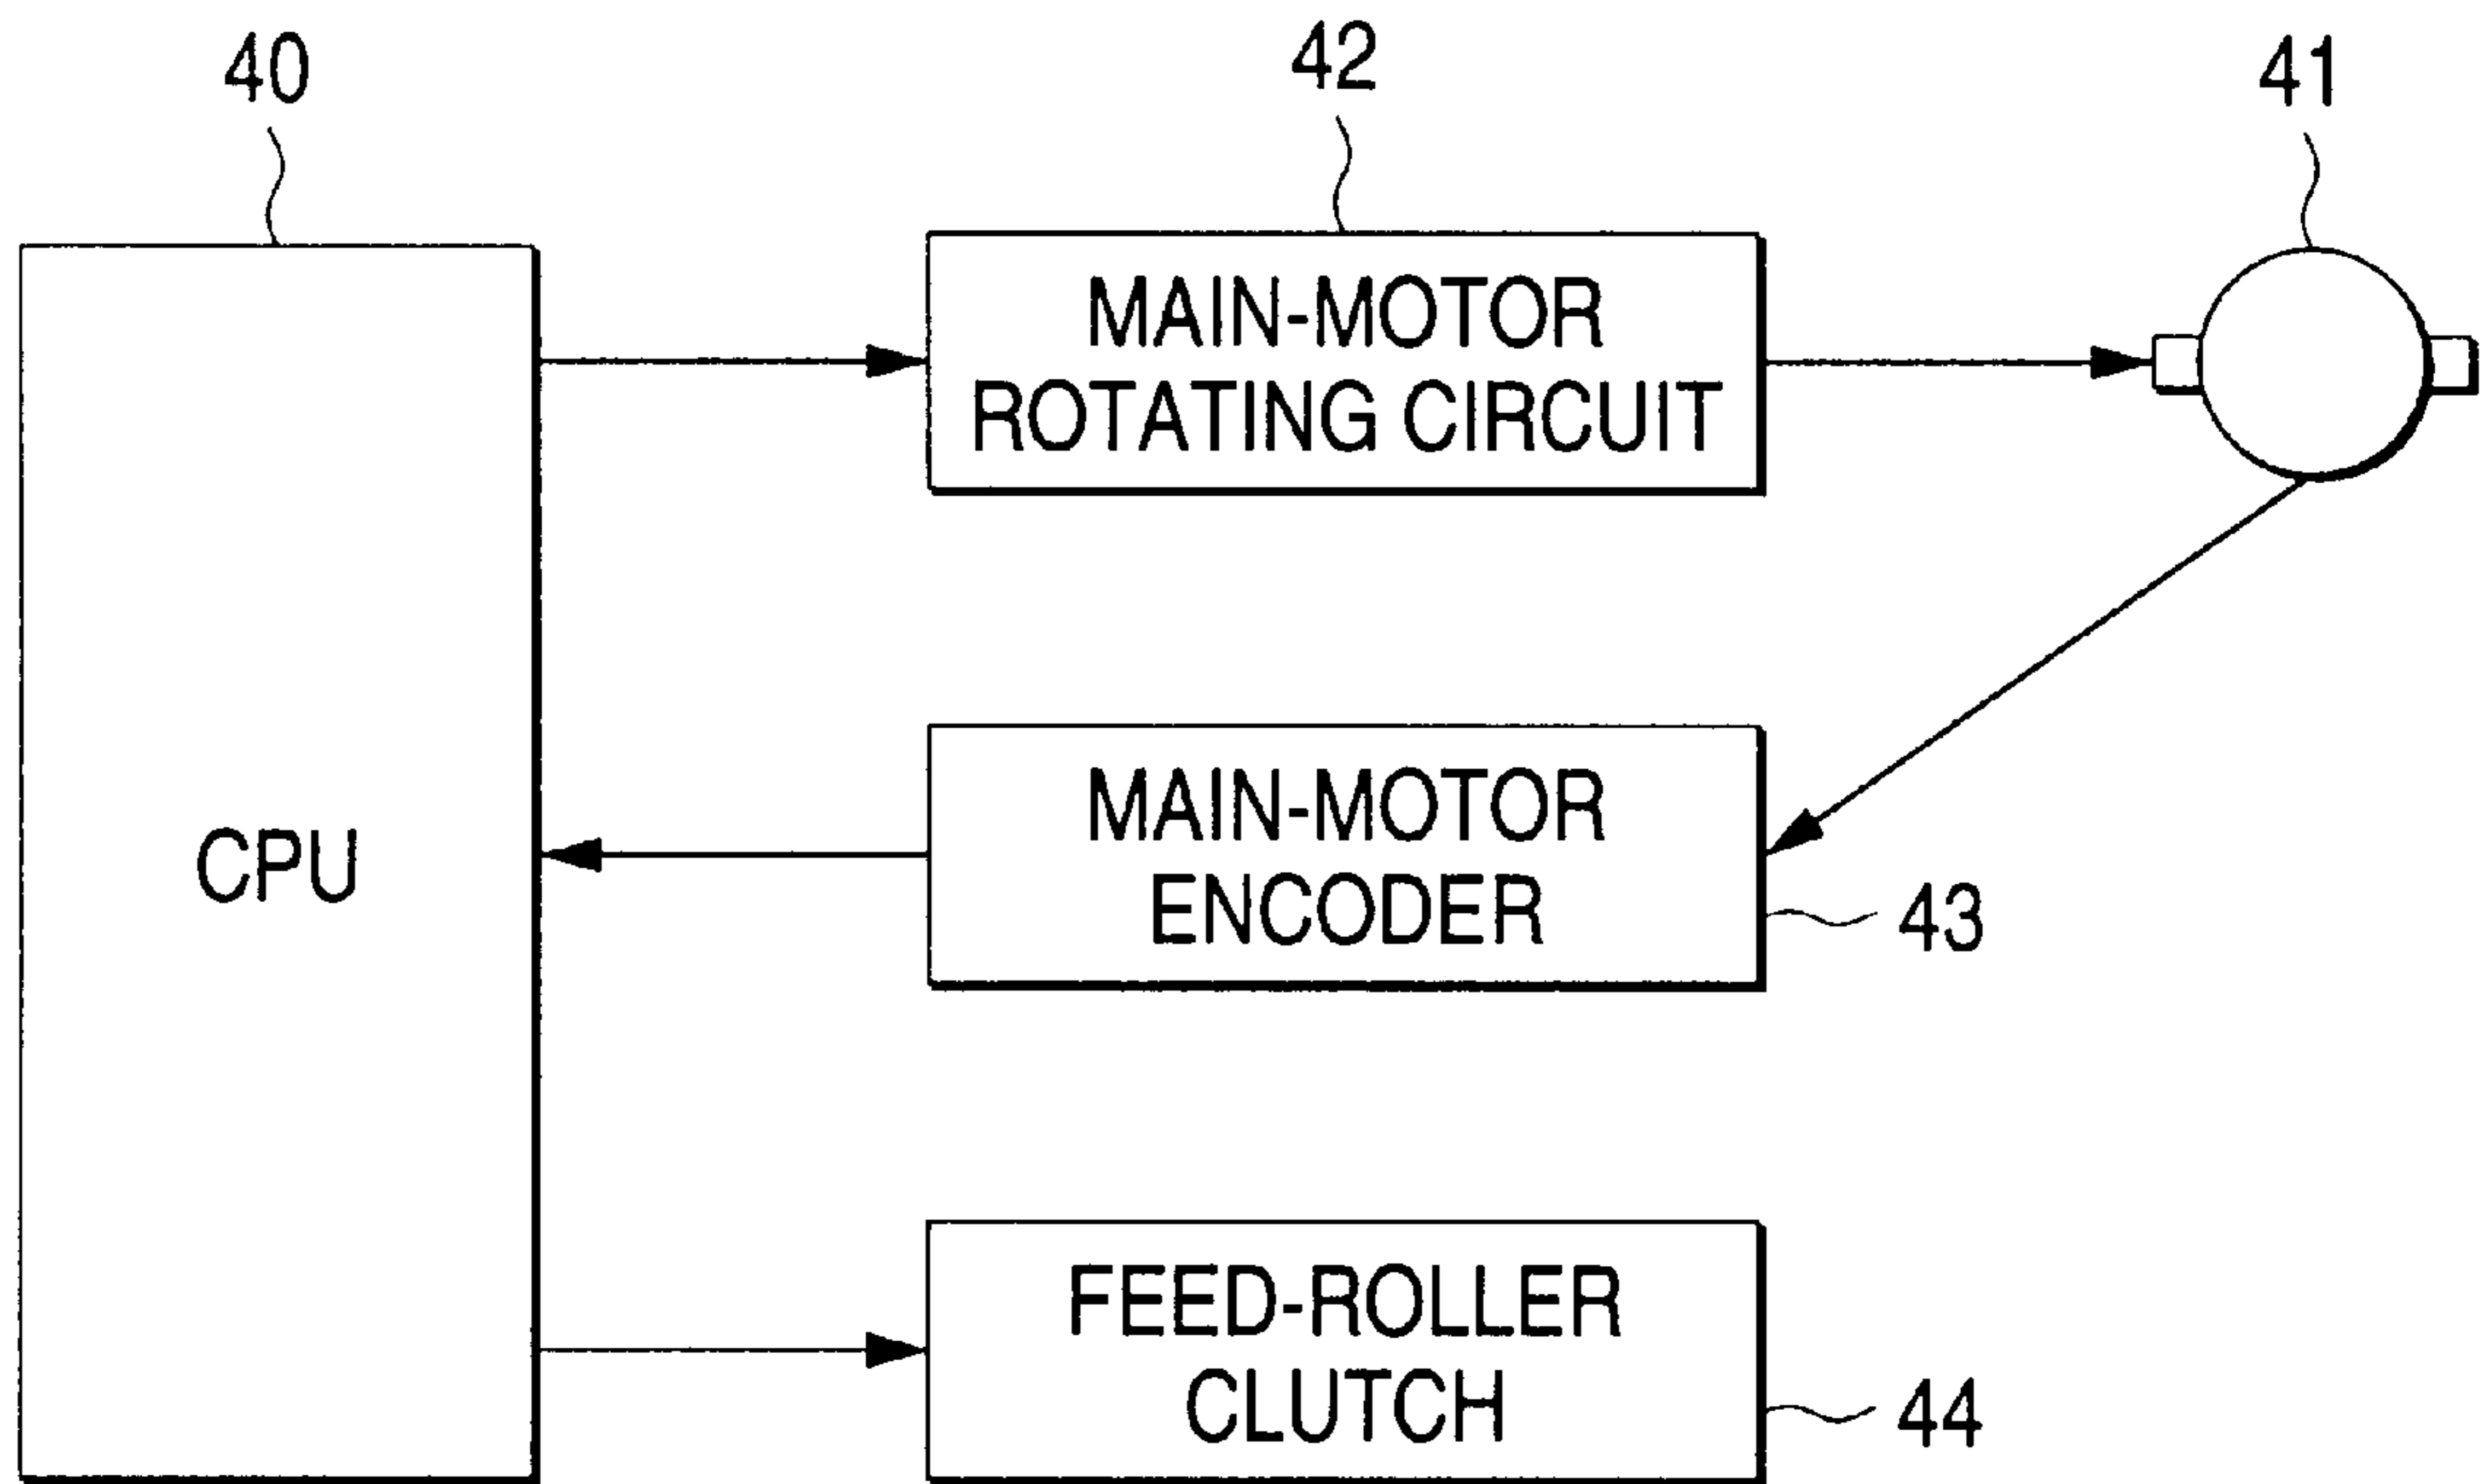 40
42
41
MAIN-MOTOR
ROTATING CIRCUIT
CPU
MAIN-MOTOR
ENCODER
43
FEED-ROLLER
CLUTCH
44